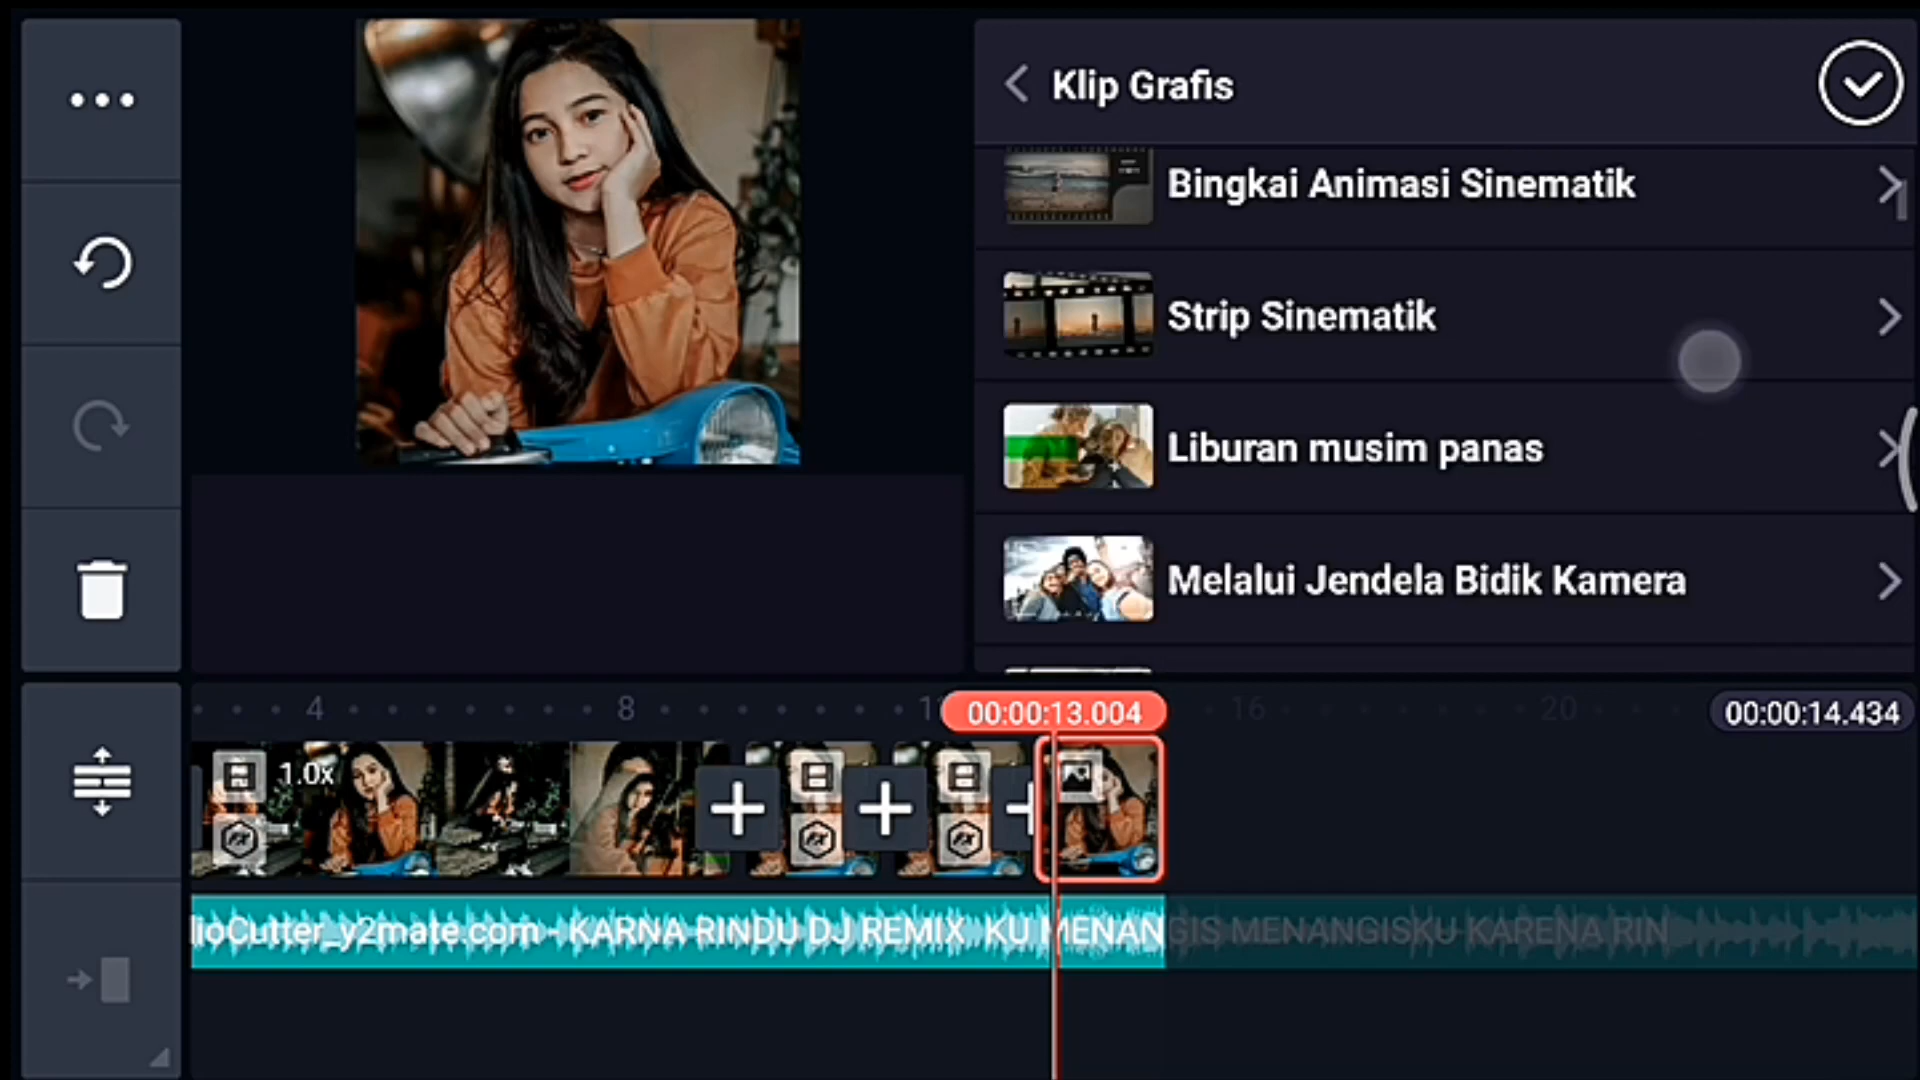 Klip Grafis
Bingkai Animasi Sinematik
Strip Sinematik
Liburan musim panas
Melalui Jendela Bidik Kamera
4
8
00:00:13.004
16
20
00:00:14.434
1.0x
lioCutter_y2mate.com - KARNA RINDU DJ REMIX KU MENANGIS MENANGISKU KARENA RIN